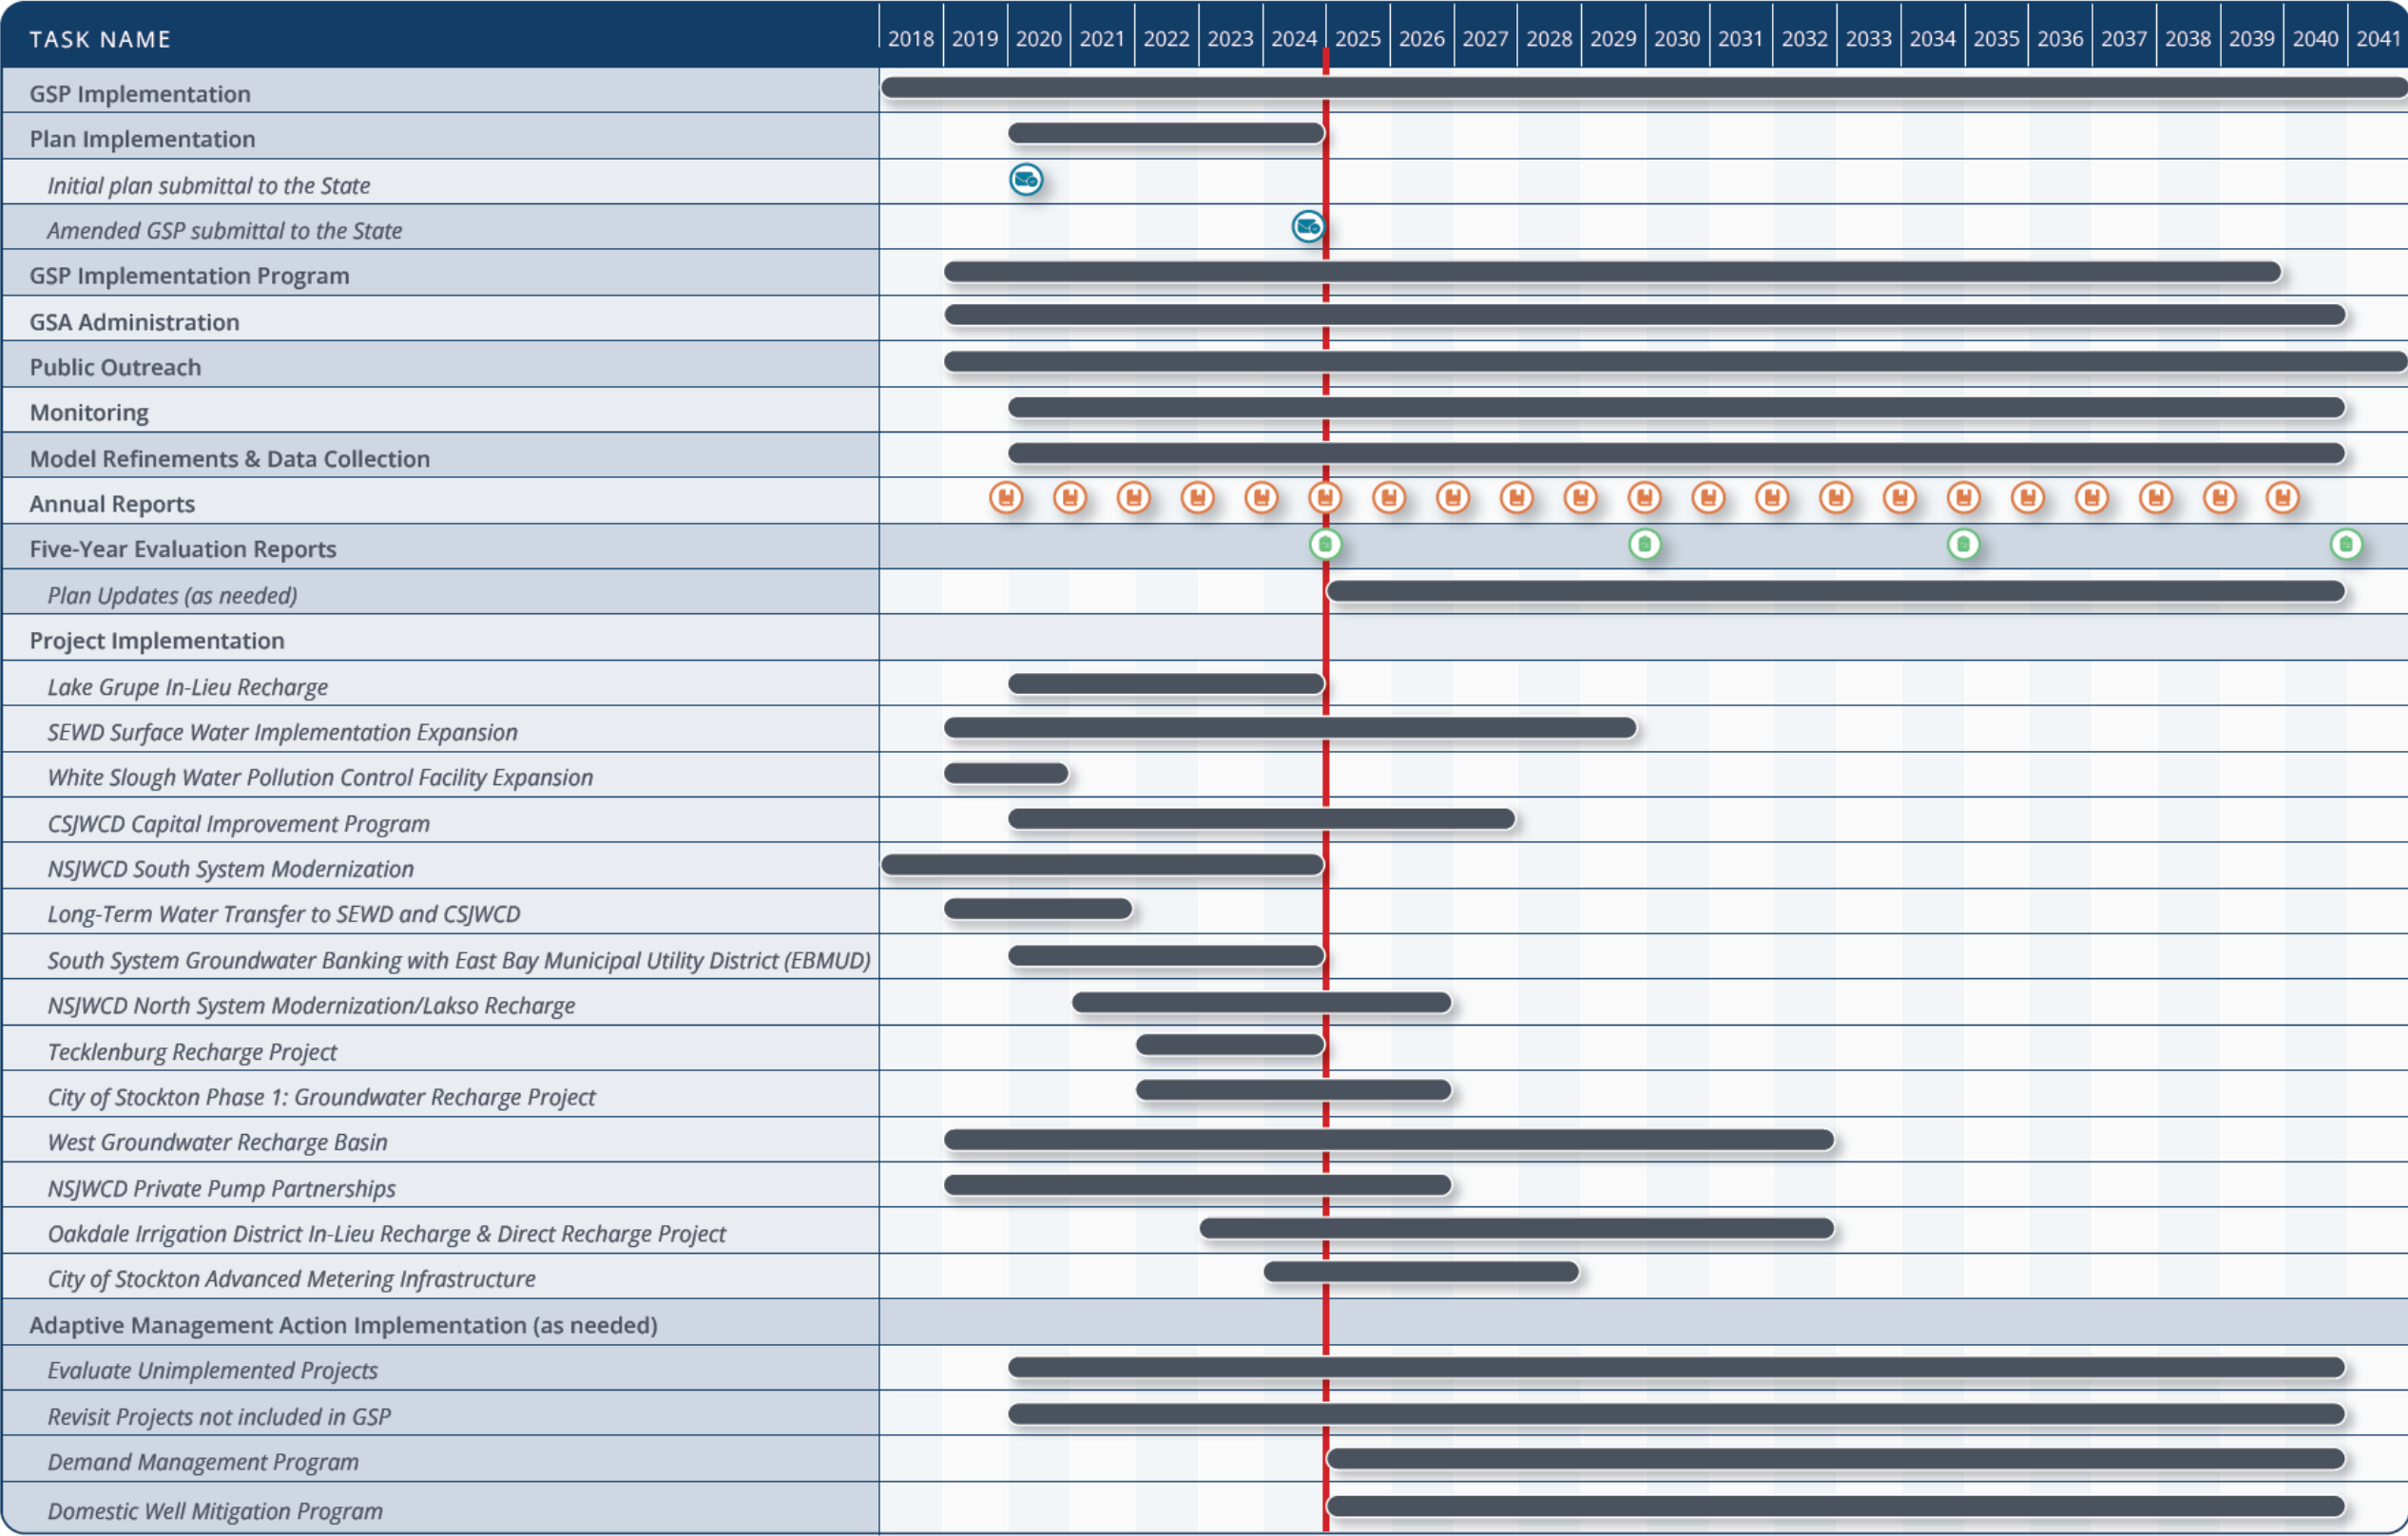 TASK NAME 2018 2019 2020 2021 2022 2023 2024 2025 2026 2027 2028 2029 2030 2031 2032 2033 2034 2035 2036 2037 2038 2039 2040 2041
GSP Implementation
Plan Implementation
Initial plan submittal to the State
Amended GSP submittal to the State
GSP Implementation Program
GSA Administration
Public Outreach
Monitoring
Model Refinements & Data Collection
Annual Reports
Five-Year Evaluation Reports
Plan Updates (as needed)
Project Implementation
Lake Grupe In-Lieu Recharge
SEWD Surface Water Implementation Expansion
White Slough Water Pollution Control Facility Expansion
CSJWCD Capital Improvement Program
NSJWCD South System Modernization
Long-Term Water Transfer to SEWD and CSJWCD
South System Groundwater Banking with East Bay Municipal Utility District (EBMUD)
NSJWCD North System Modernization/Lakso Recharge
Tecklenburg Recharge Project
City of Stockton Phase 1: Groundwater Recharge Project
West Groundwater Recharge Basin
NSJWCD Private Pump Partnerships
Oakdale Irrigation District In-Lieu Recharge & Direct Recharge Project
City of Stockton Advanced Metering Infrastructure
Adaptive Management Action Implementation (as needed)
Evaluate Unimplemented Projects
Revisit Projects not included in GSP
Demand Management Program
Domestic Well Mitigation Program